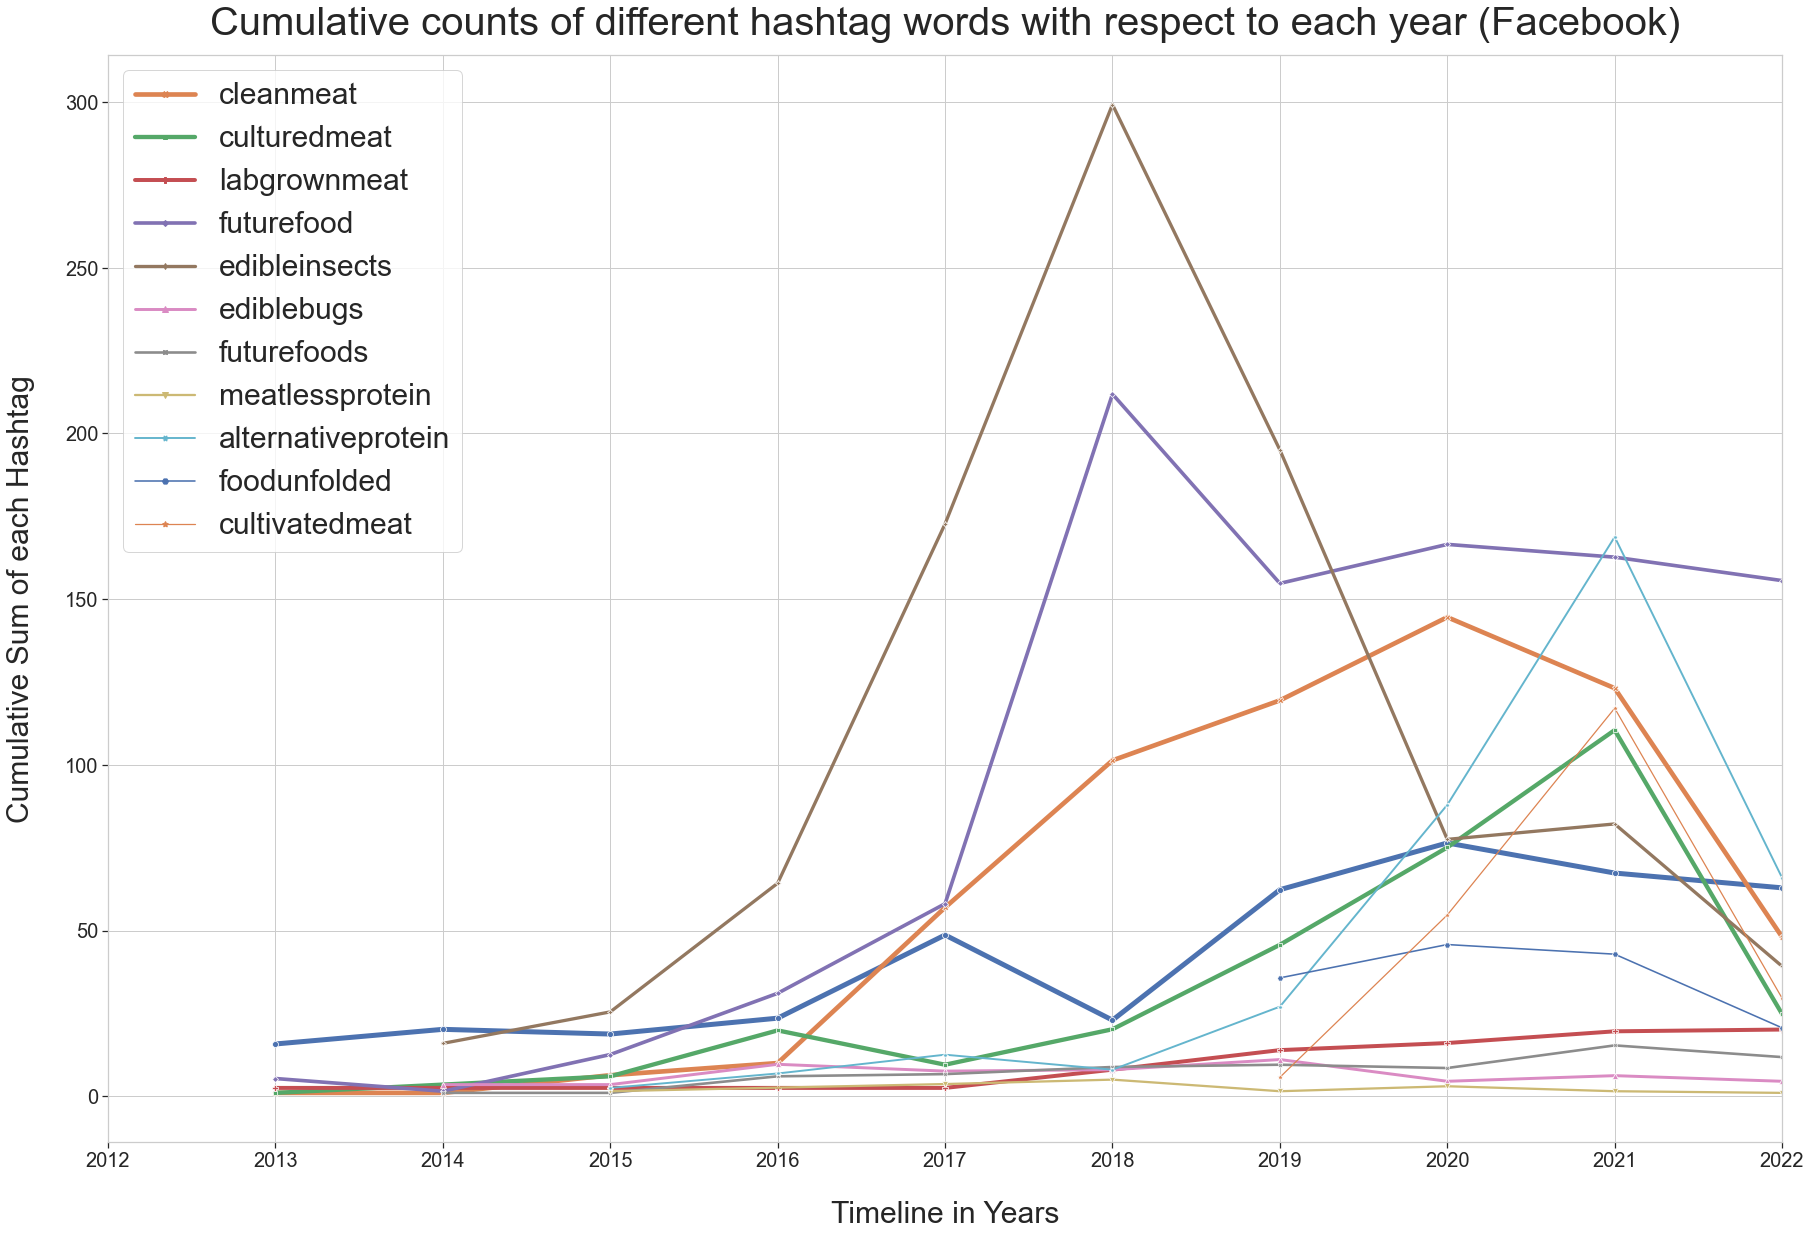 Cumulative counts of different hashtag words with respect to each year (Facebook)
cleanmeat
culturedmeat
labgrownmeat
futurefood
edibleinsects
ediblebugs
futurefoods
meatlessprotein
alternativeprotein
foodunfolded
cultivatedmeat
Cumulative Sum of each Hashtag
300
250
200
150
100
50
0
2012 2013 2014 2015 2016 2017 2018 2019 2020 2021 2022
Timeline in Years